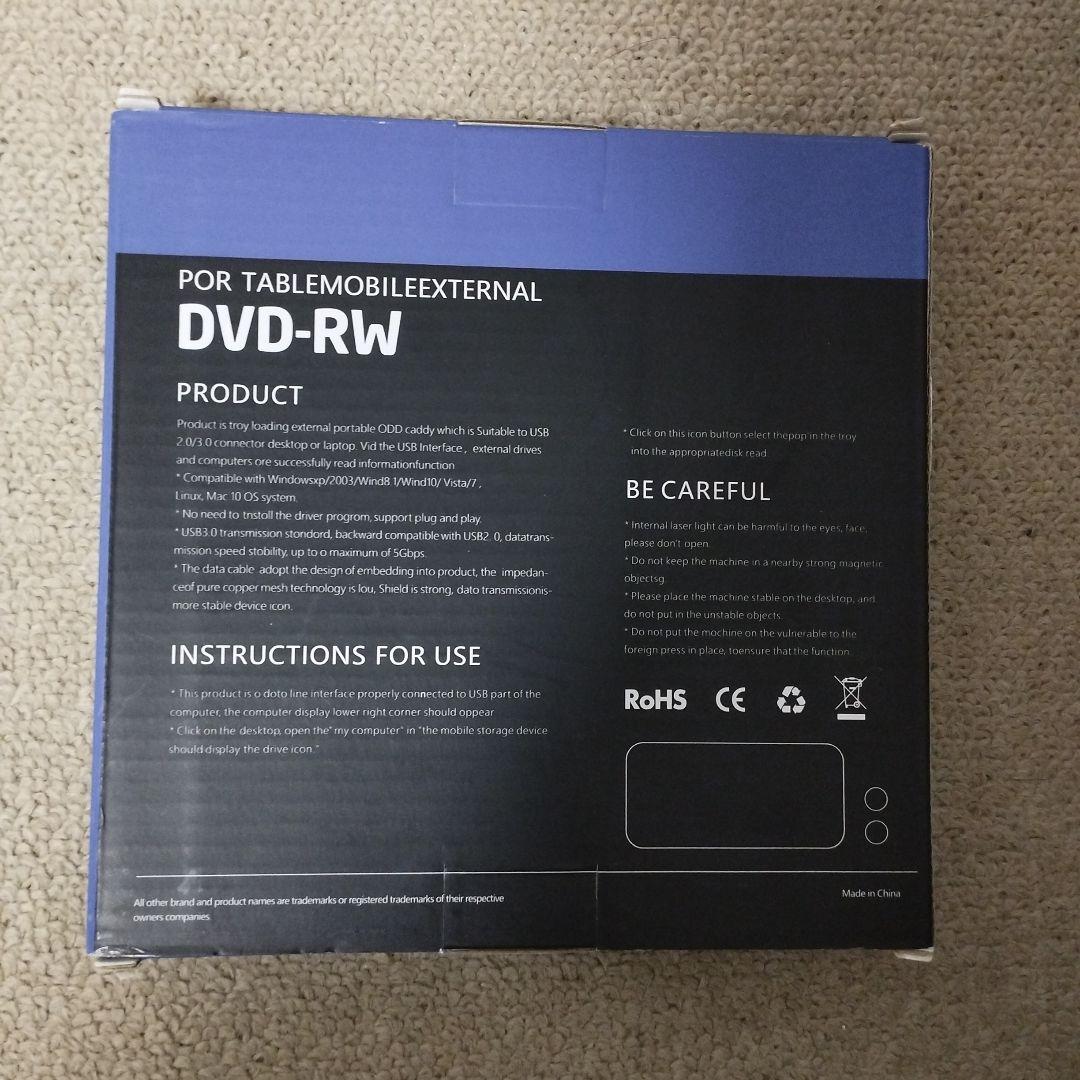 POR TABLEMOBILEEXTERNAL
DVD-RW
PRODUCT
Product is troy loading external portable ODD caddy which is Suitable to USB
2.0/3.0 connector desktop or laptop. Vid the USB Interface, external drives
and computers ore successfully read informationfunction
* Compatible with Windowsxp/2003/Wind8 1/Wind10/ Vista/7,
Linux, Mac 10 OS system.
* No need to tnstoll the driver progrom, support plug and play.
* USB3.0 transmission stondord, backward compatible with USB2. 0, datatrans-
mission speed stobility, up to o maximum of 5Gbps.
* The data cable adopt the design of embedding into product, the impedan-
ceof pure copper mesh technology is lou, Shield is strong, dato transmissionis-
more stable device icon.
INSTRUCTIONS FOR USE
* This product is o doto line interface properly connected to USB part of the
computer, the computer display lower right corner should oppear
* Click on the desktop, open the" my computer" in "the mobile storage device
should display the drive icon."
* Click on this icon button select thepop in the troy
into the appropriatedisk read
BE CAREFUL
* Internal laser light can be harmful to the eyes, face,
please don't open.
* Do not keep the machine in a nearby strong magnetic
objectsg
* Please place the machine stable on the desktop, and
do not put in the unstable objects.
* Do not put the mochine on the vulnerable to the
foreign press in place, toensure that the function.
RoHS CE
All other brand and product names are trademarks or registered trademarks of their respective
owners companies
Made in China